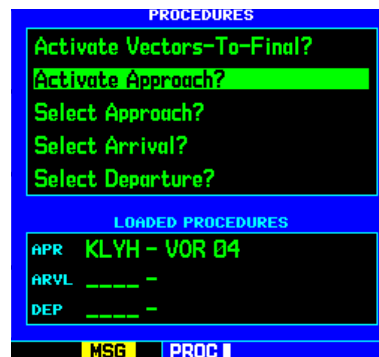 PROCEDURES
Activate Vectors-To-Final?
Activate Approach?
Select Approach?
Select Arrival?
Select Departure?
LOADED PROCEDURES
APR KLYH - VOR 04
ARVL ____ -
DEP ____ -
MSG PROC